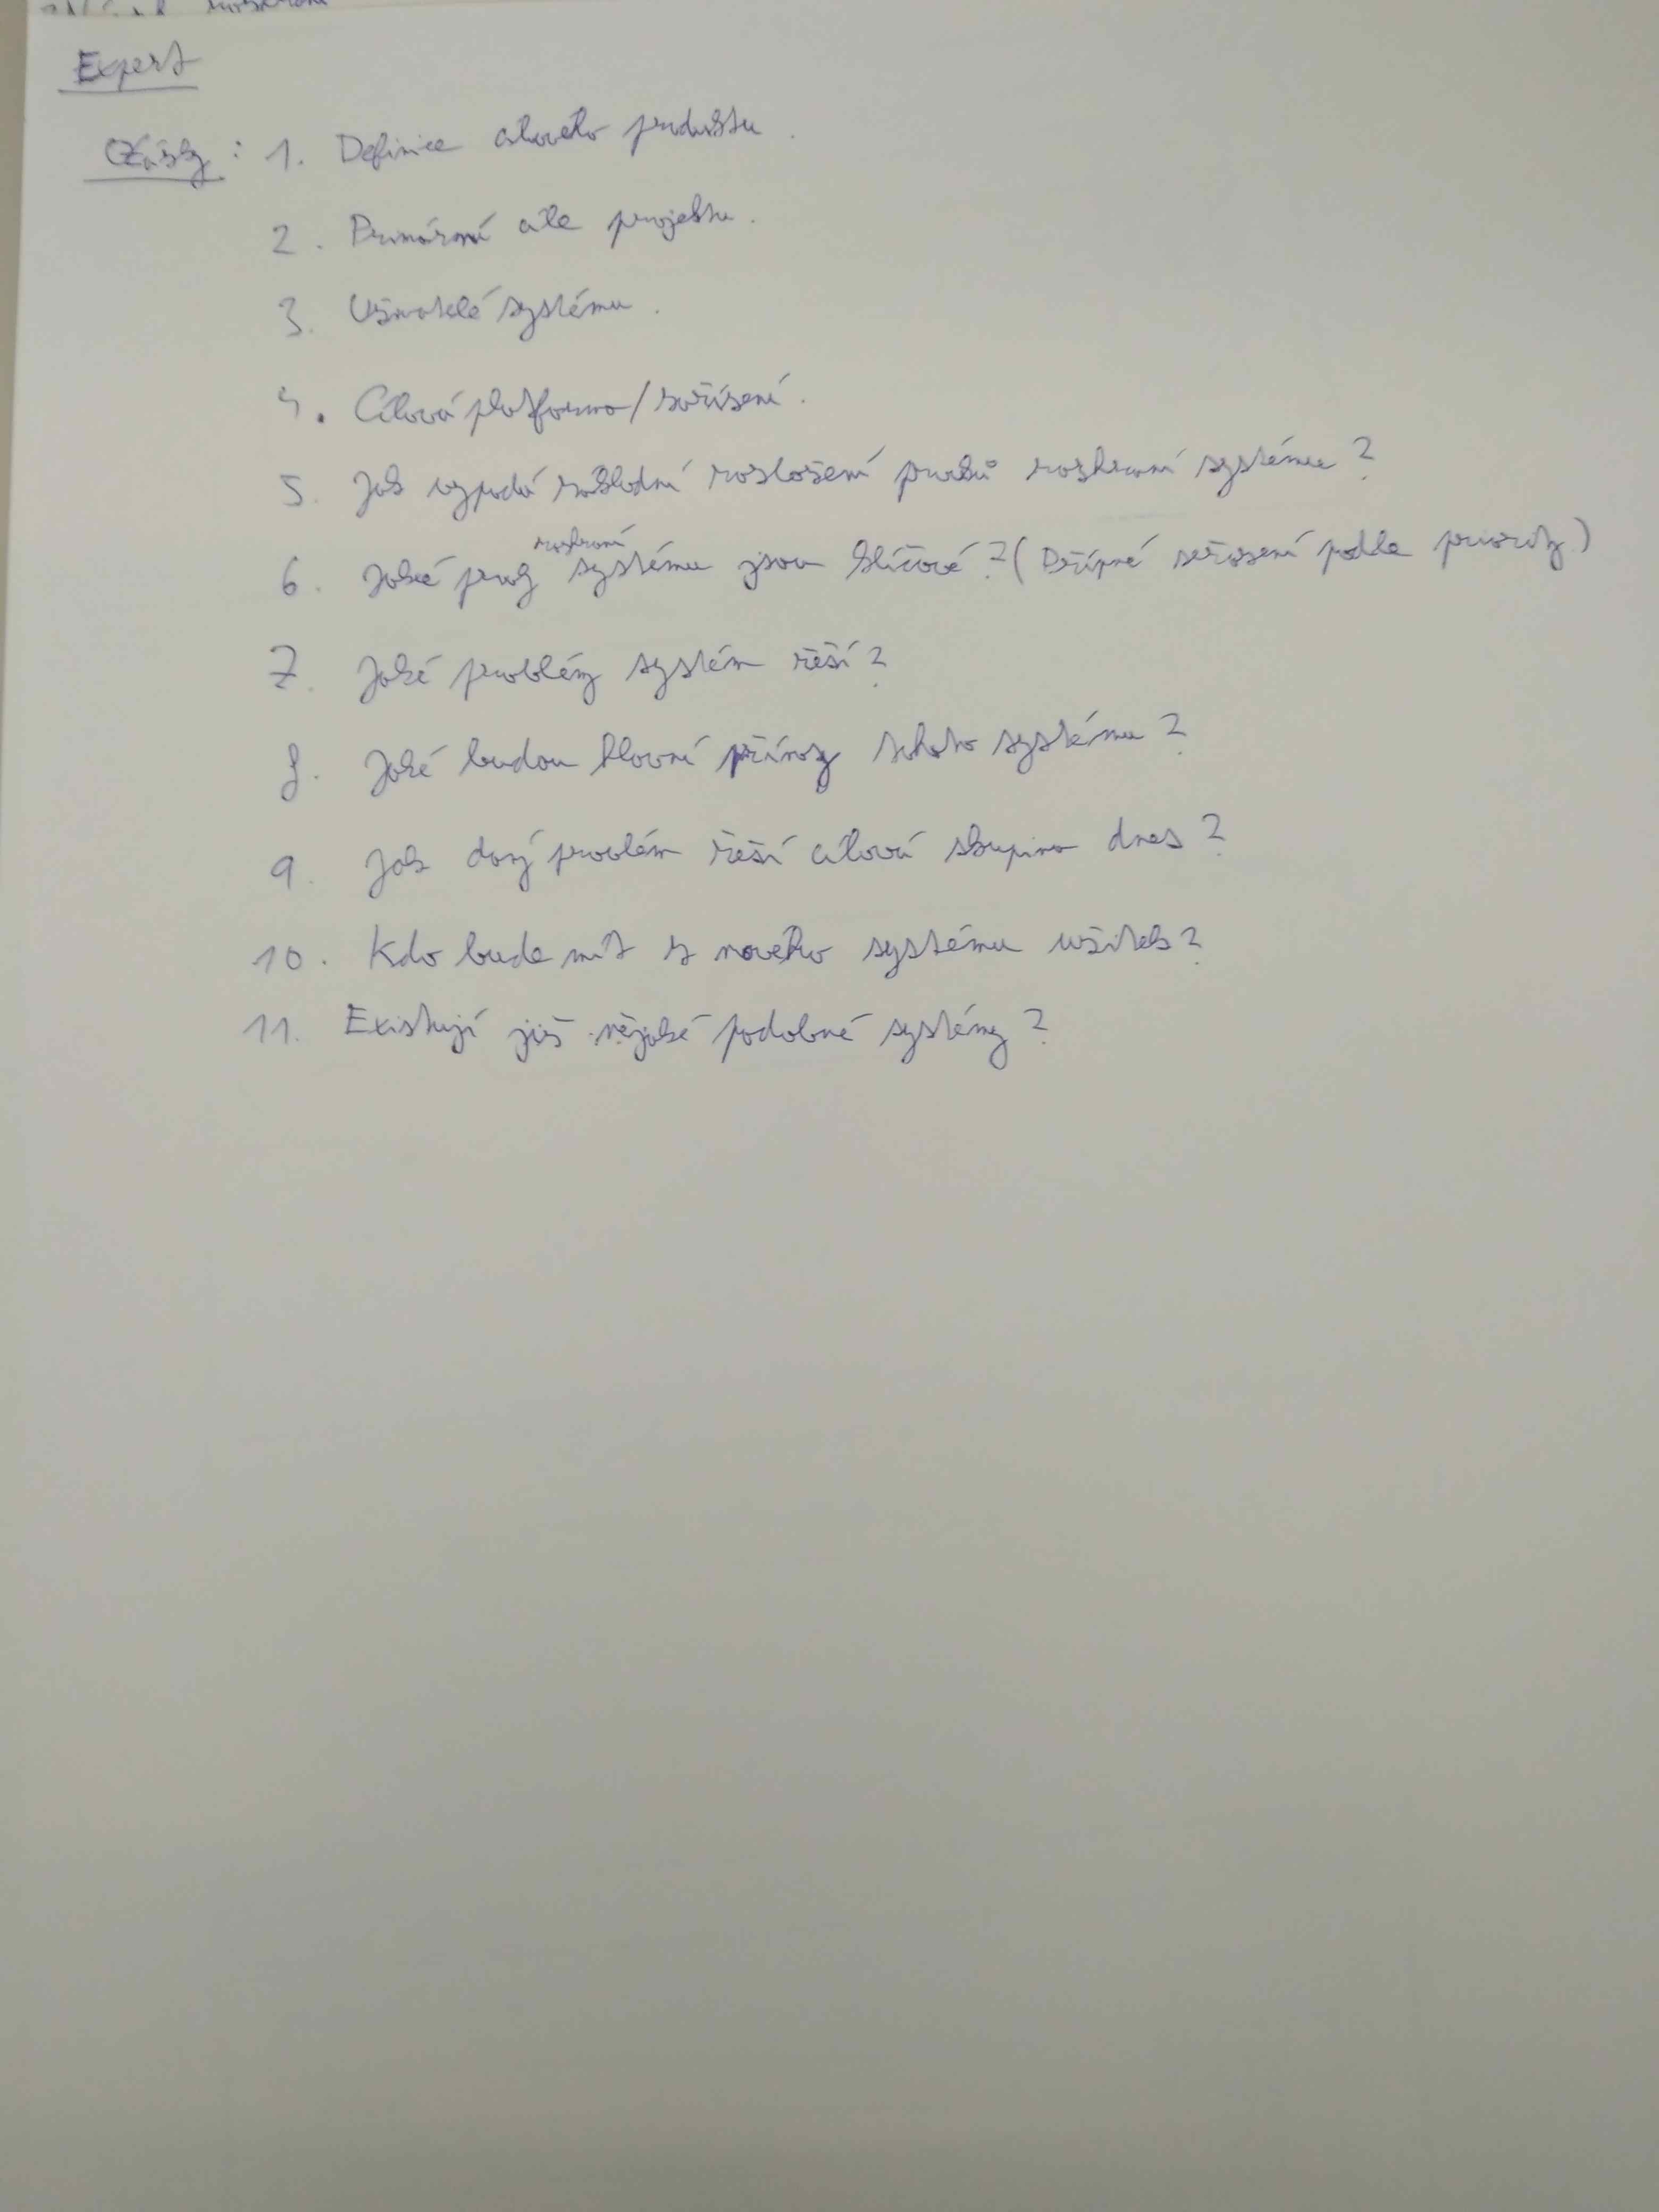 Expert
Otázky: 1. Definice cílového produktu.
2. Primární cíle projektu.
3. Uživatelé systému.
4. Cílová platforma/zařízení.
5. Jak vypadá základní rozložení prvků rozhraní systému?
rozhraní
6. Jaké prvky systému jsou klíčové? (Případné seřazení podle priority)
7. Jaké problémy systém řeší?
8. Jaké budou hlavní přínosy tohoto systému?
9. Jak daný problém řeší cílová skupina dnes?
10. Kdo bude mít z nového systému užitek?
11. Existují již nějaké podobné systémy?